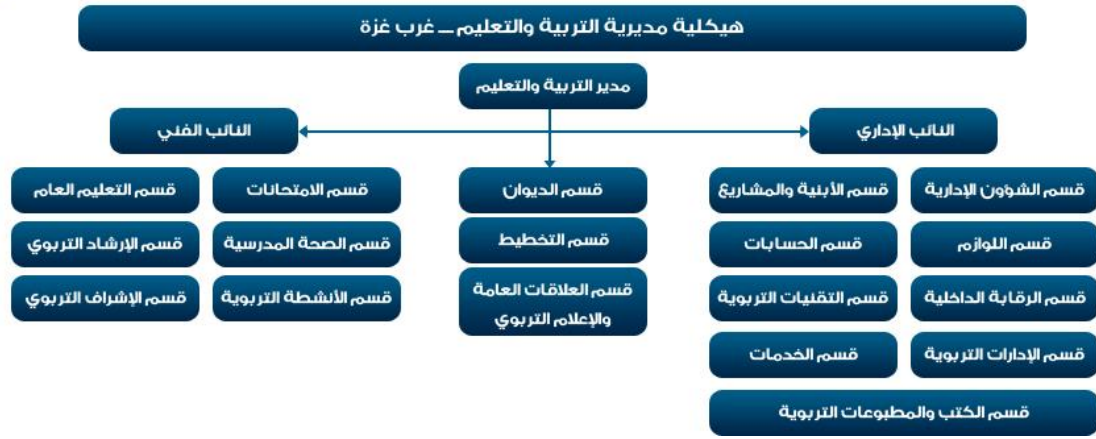 هيكلية مديرية التربية والتعليم – غرب غزة
مدير التربية والتعليم
النائب الإداري
النائب الفني
قسم الشؤون الإدارية
قسم الأبنية والمشاريع
قسم الديوان
قسم الامتحانات
قسم التعليم العام
قسم اللوازم
قسم الحسابات
قسم التخطيط
قسم الصحة المدرسية
قسم الإرشاد التربوي
قسم الرقابة الداخلية
قسم التقنيات التربوية
قسم العلاقات العامة
والإعلام التربوي
قسم الأنشطة التربوية
قسم الإشراف التربوي
قسم الإدارات التربوية
قسم الخدمات
قسم الكتب والمطبوعات التربوية